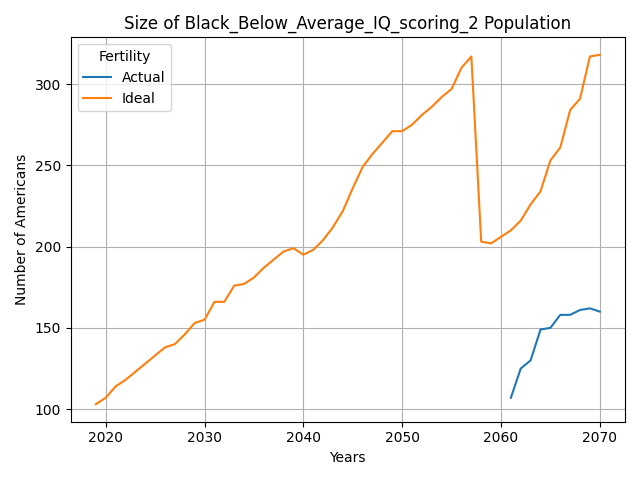 Size of Black_Below_Average_IQ_scoring_2 Population
Fertility
Actual
Ideal
Number of Americans
300
250
200
150
100
2020 2030 2040 2050 2060 2070
Years